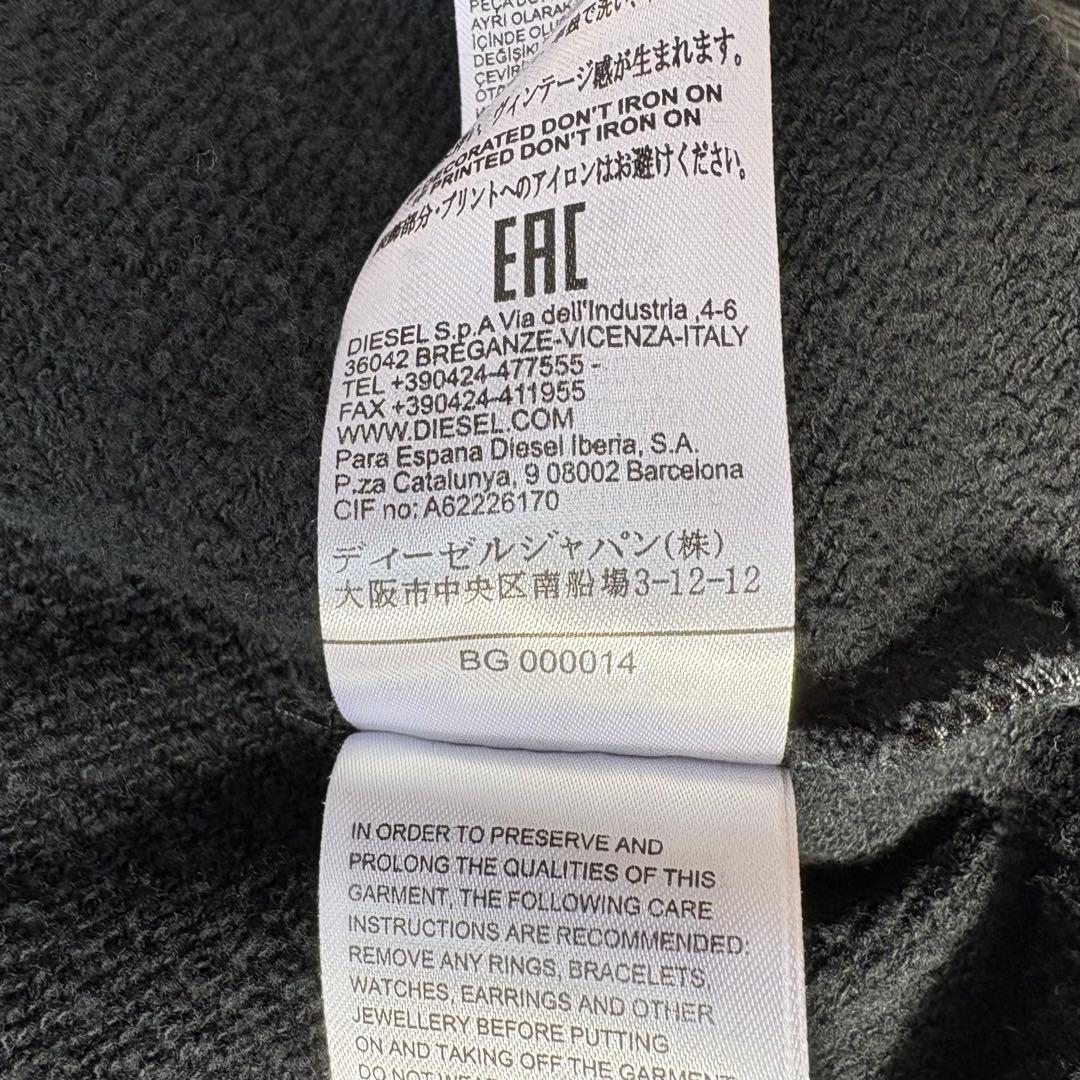 AYRI OLARAK
İÇİNDE
ヴィンテージ感が生まれます。
DON'T IRON ON
PRINTED DON'T IRON ON
部分・プリントへのアイロンはお避けください。
EAC
DIESEL S.p.A Via dell'Industria ,4-6
36042 BREGANZE-VICENZA-ITALY
TEL +390424-477555 -
FAX +390424-411955
WWW.DIESEL.COM
Para Espana Diesel Iberia, S.A.
P.za Catalunya, 9 08002 Barcelona
CIF no: A62226170
ディーゼルジャパン(株)
大阪市中央区南船場3-12-12
BG 000014
IN ORDER TO PRESERVE AND
PROLONG THE QUALITIES OF THIS
GARMENT, THE FOLLOWING CARE
INSTRUCTIONS ARE RECOMMENDED:
REMOVE ANY RINGS, BRACELETS,
WATCHES, EARRINGS AND OTHER
JEWELLERY BEFORE PUTTING
ON AND TAKING OFF THE GARMENT
DO NOT